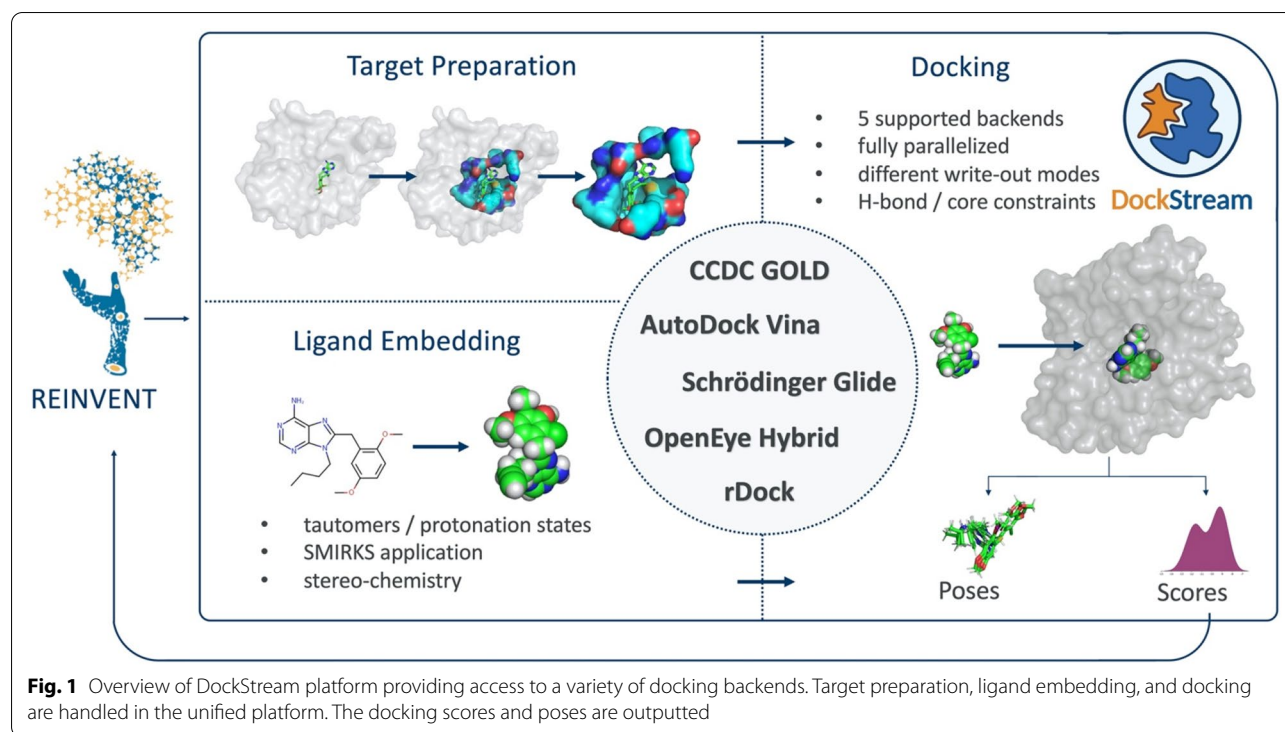 Target Preparation
Docking
• 5 supported backends
• fully parallelized
• different write-out modes
• H-bond / core constraints
DockStream
REINVENT
Ligand Embedding
NH₂
N
N
N
N
O
O
• tautomers / protonation states
• SMIRKS application
• stereo-chemistry
CCDC GOLD
AutoDock Vina
Schrödinger Glide
OpenEye Hybrid
rDock
Poses
Scores
Fig. 1 Overview of DockStream platform providing access to a variety of docking backends. Target preparation, ligand embedding, and docking
are handled in the unified platform. The docking scores and poses are outputted